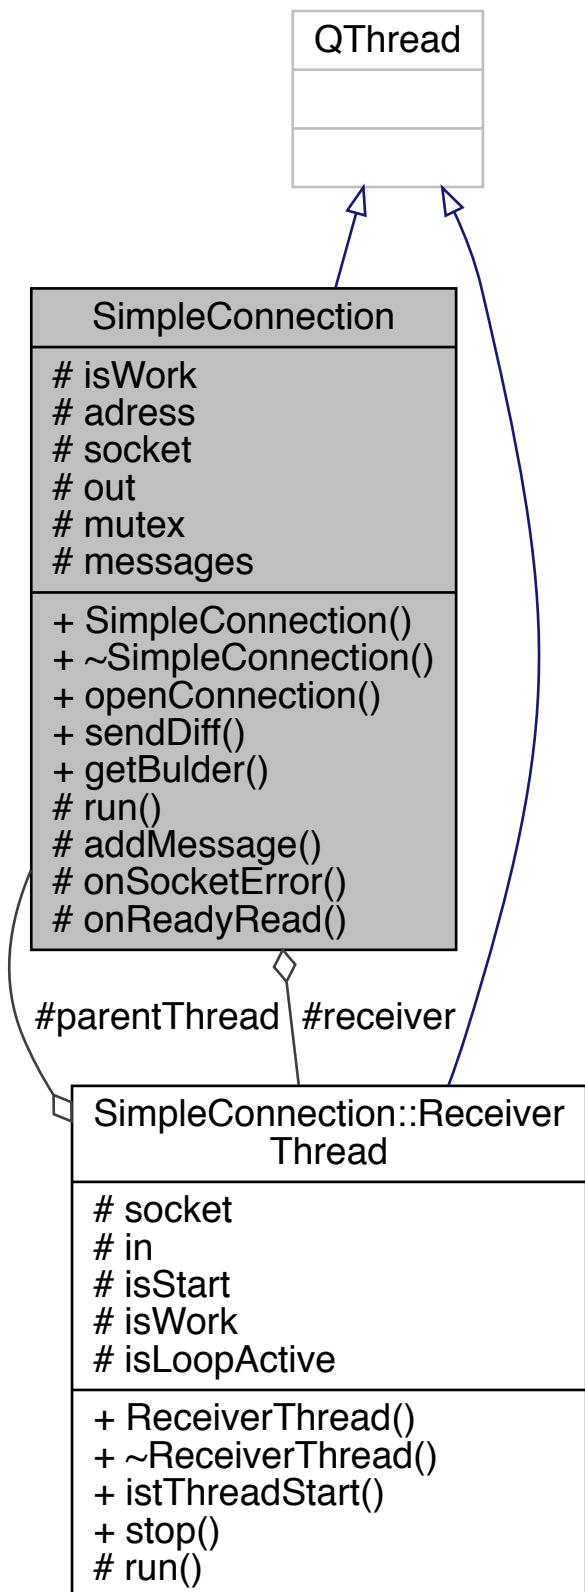 QThread
SimpleConnection
# isWork
# adress
# socket
# out
# mutex
# messages
+ SimpleConnection()
+ ~SimpleConnection()
+ openConnection()
+ sendDiff()
+ getBulder()
# run()
# addMessage()
# onSocketError()
# onReadyRead()
#parentThread
#receiver
SimpleConnection::Receiver
Thread
# socket
# in
# isStart
# isWork
# isLoopActive
+ ReceiverThread()
+ ~ReceiverThread()
+ istThreadStart()
+ stop()
# run()